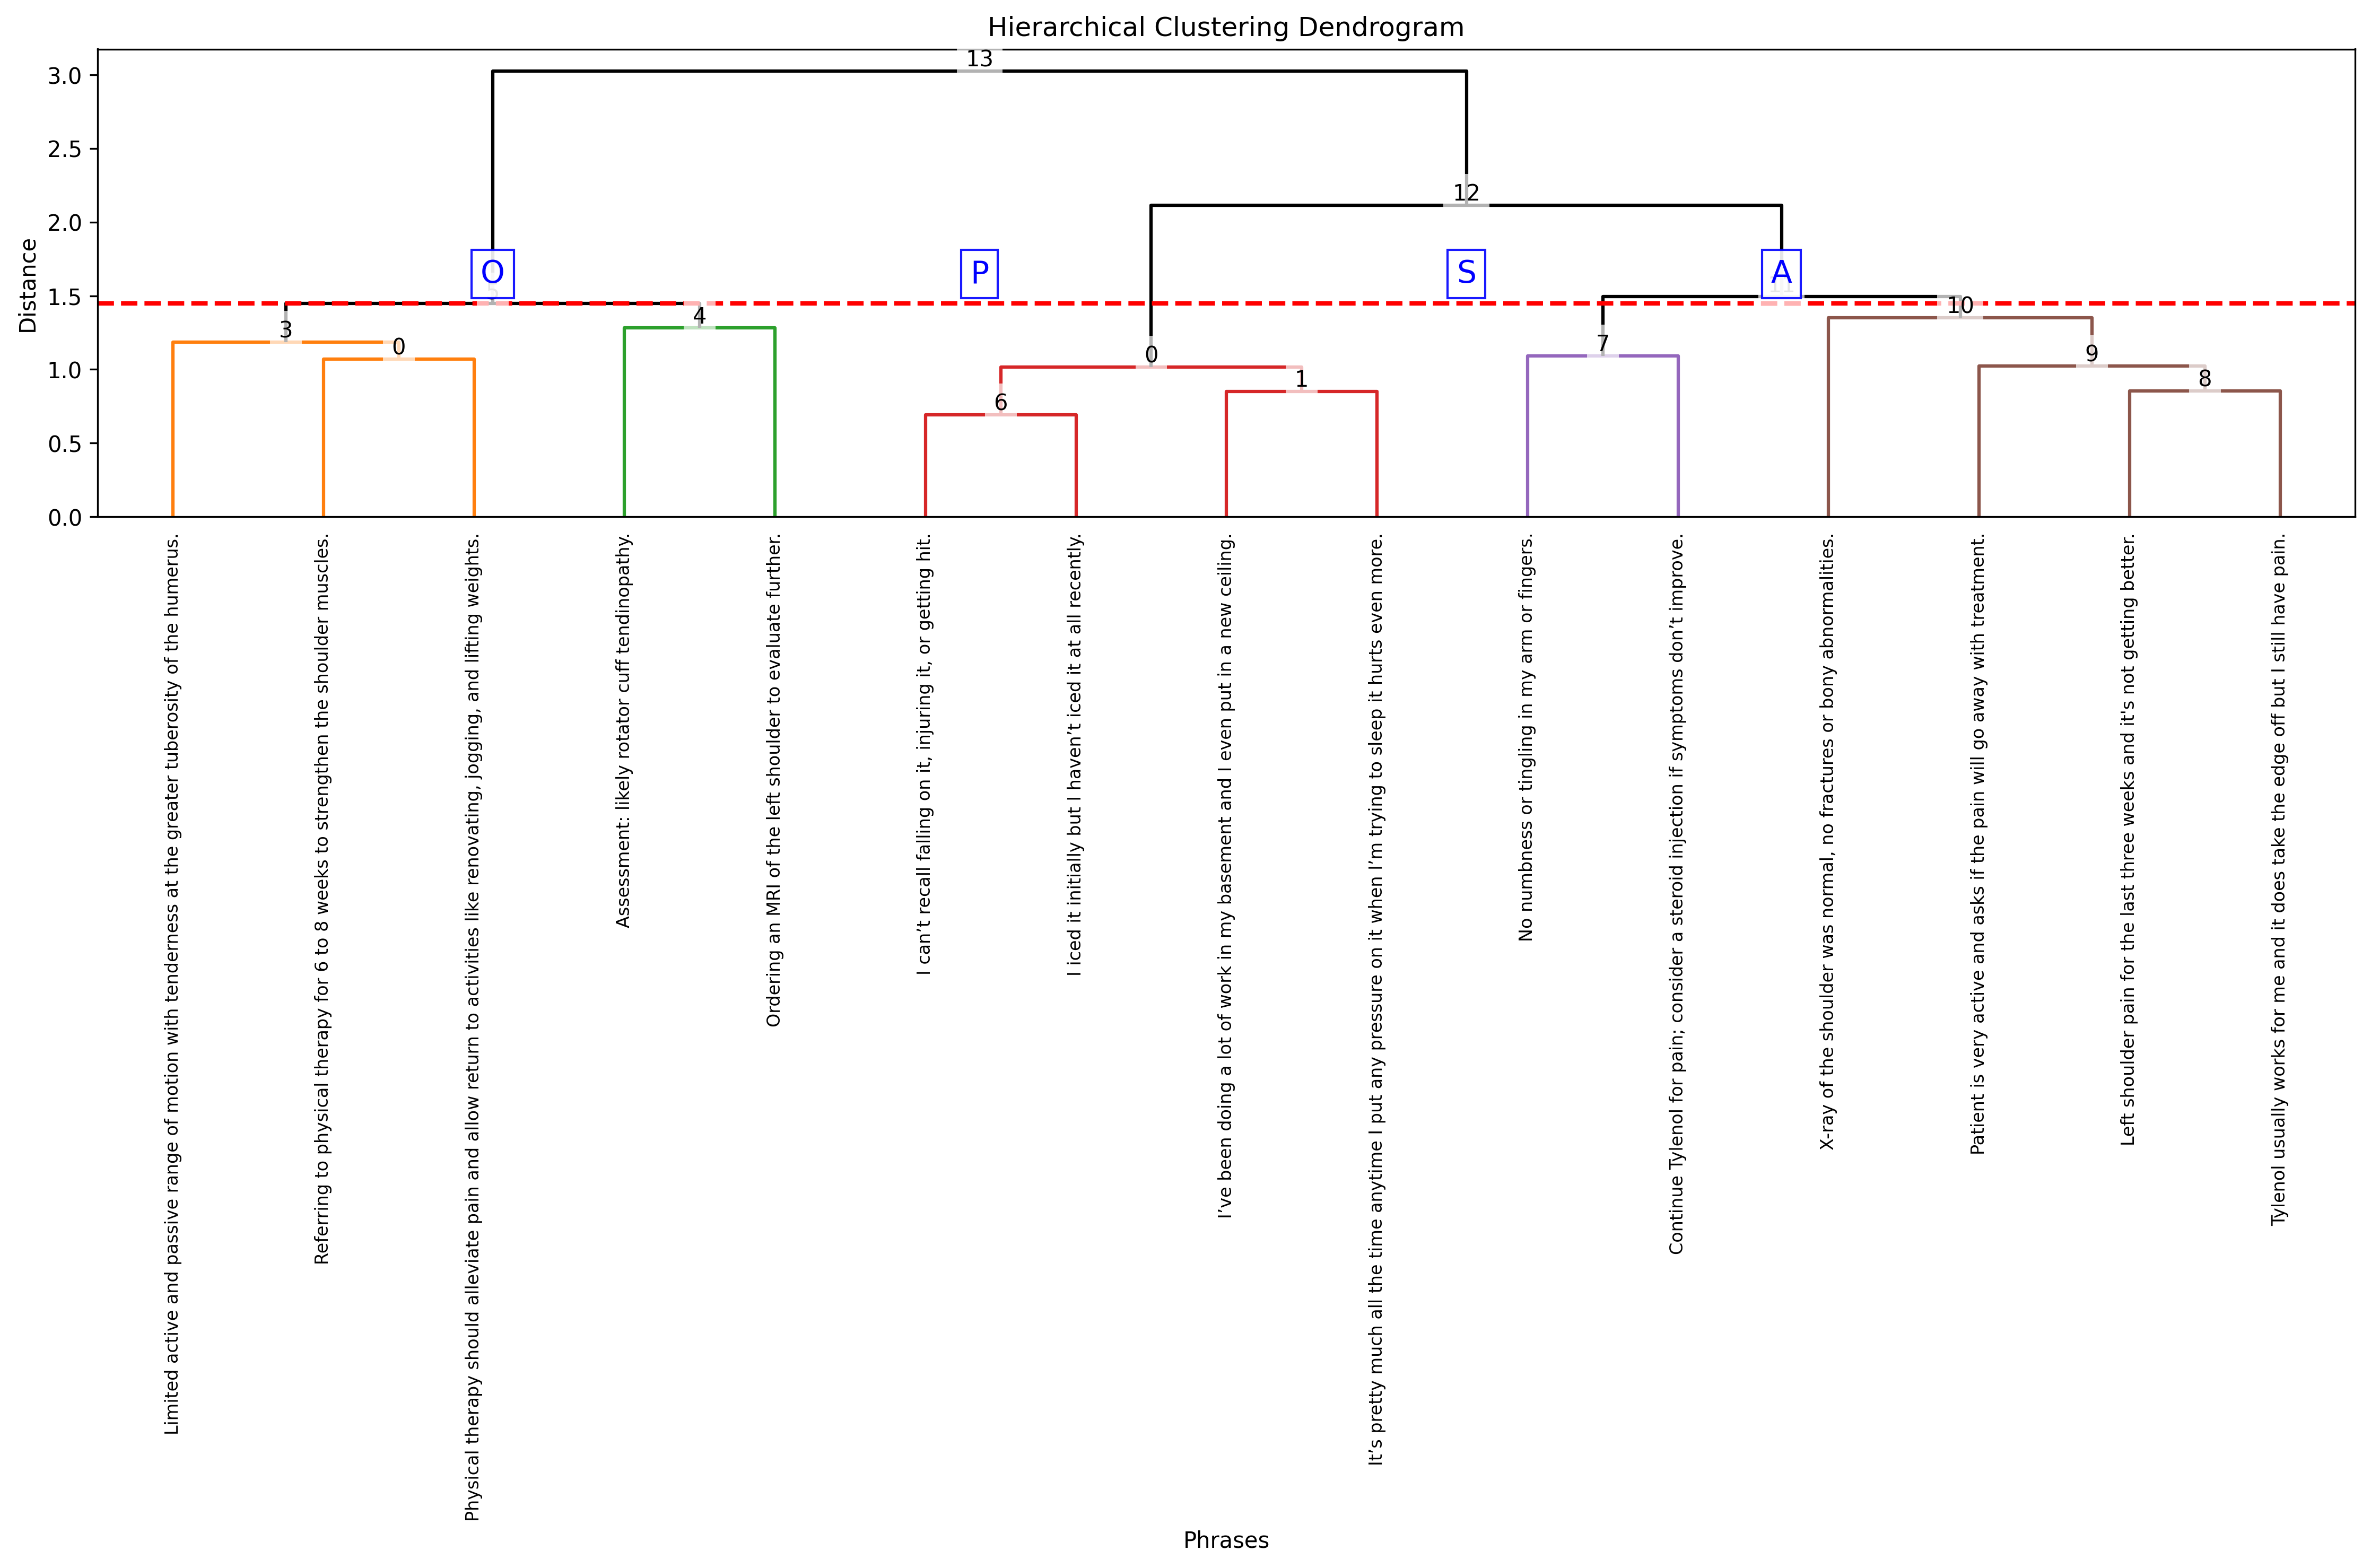 Hierarchical Clustering Dendrogram
Distance
3.0
2.5
2.0
1.5
1.0
0.5
0.0
13
12
O
P
S
A
11
10
3
4
0
7
0
9
1
8
6
Limited active and passive range of motion with tenderness at the greater tuberosity of the humerus.
Referring to physical therapy for 6 to 8 weeks to strengthen the shoulder muscles.
Physical therapy should alleviate pain and allow return to activities like renovating, jogging, and lifting weights.
Assessment: likely rotator cuff tendinopathy.
Ordering an MRI of the left shoulder to evaluate further.
I can’t recall falling on it, injuring it, or getting hit.
I iced it initially but I haven’t iced it at all recently.
I’ve been doing a lot of work in my basement and I even put in a new ceiling.
It’s pretty much all the time anytime I put any pressure on it when I’m trying to sleep it hurts even more.
No numbness or tingling in my arm or fingers.
Continue Tylenol for pain; consider a steroid injection if symptoms don’t improve.
X-ray of the shoulder was normal, no fractures or bony abnormalities.
Patient is very active and asks if the pain will go away with treatment.
Left shoulder pain for the last three weeks and it's not getting better.
Tylenol usually works for me and it does take the edge off but I still have pain.
Phrases